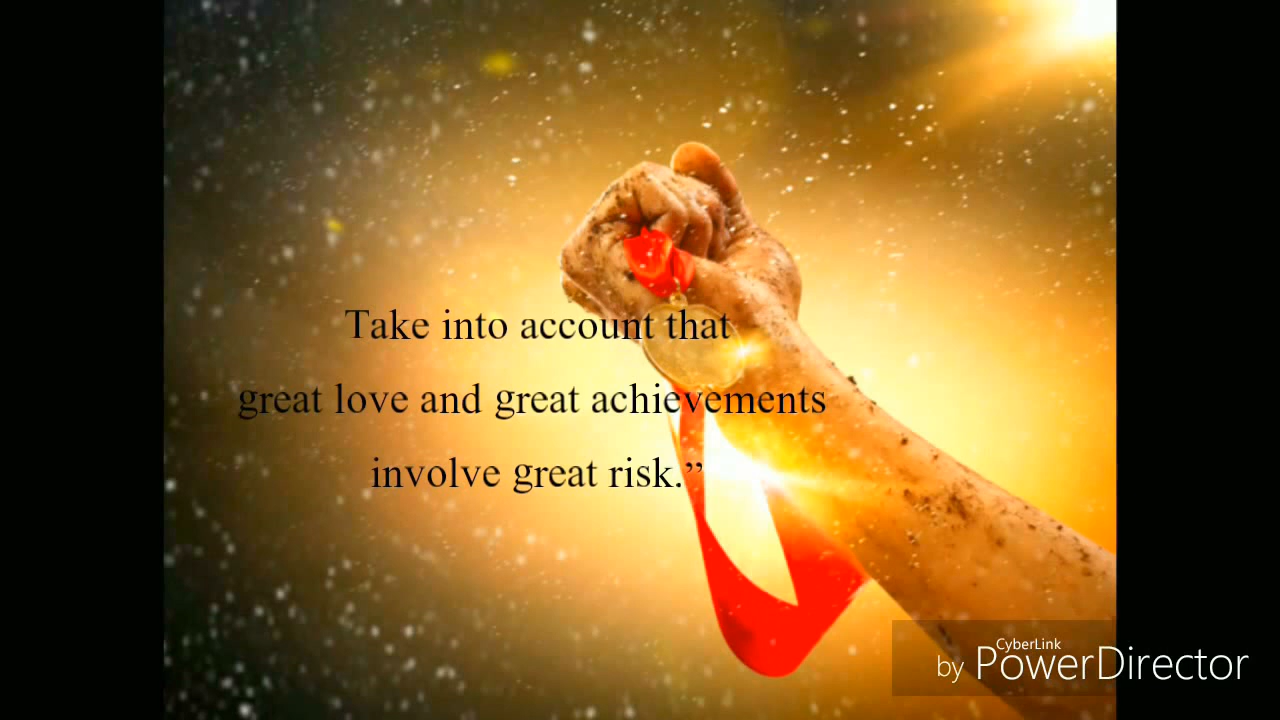 Take into account that
great love and great achievements
involve great risk.”
CyberLink
by PowerDirector